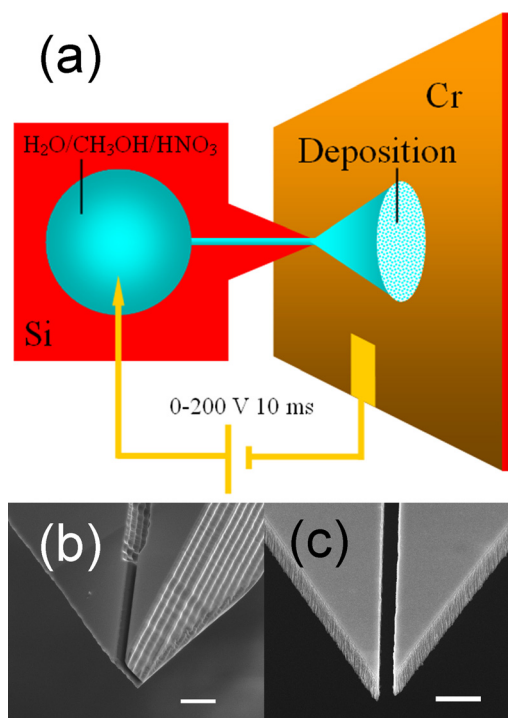 (a)
Cr
H₂O/CH₃OH/HNO₃
Deposition
Si
0-200 V 10 ms
(b)
(c)